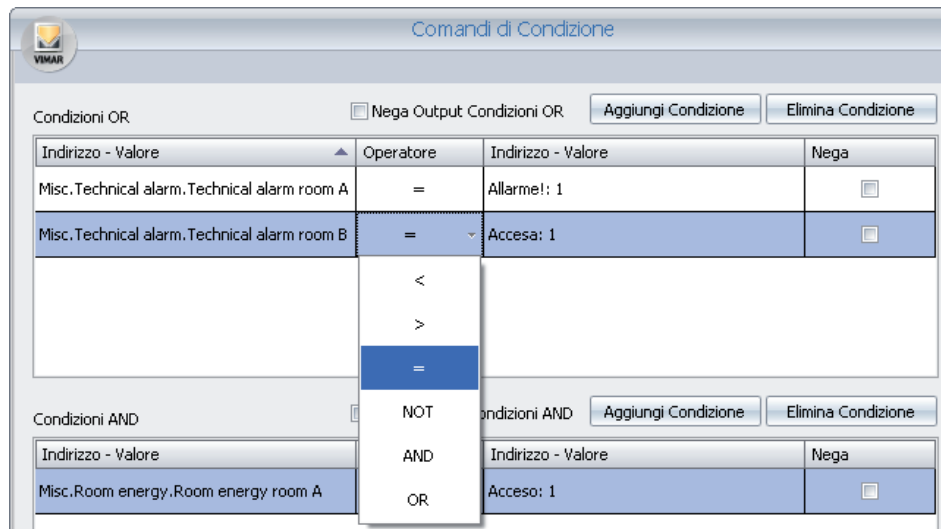 Comandi di Condizione
VIMAR
Condizioni OR
Nega Output Condizioni OR
Aggiungi Condizione
Elimina Condizione
Indirizzo - Valore Operatore Indirizzo - Valore Nega
Misc.Technical alarm.Technical alarm room A = Allarme!: 1
Misc.Technical alarm.Technical alarm room B = Accesa: 1
<
>
=
NOT
AND
OR
Condizioni AND
AND
Aggiungi Condizione
Elimina Condizione
Indirizzo - Valore Indirizzo - Valore Nega
Misc.Room energy.Room energy room A Acceso: 1